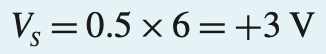 V_S = 0.5 × 6 = +3 V